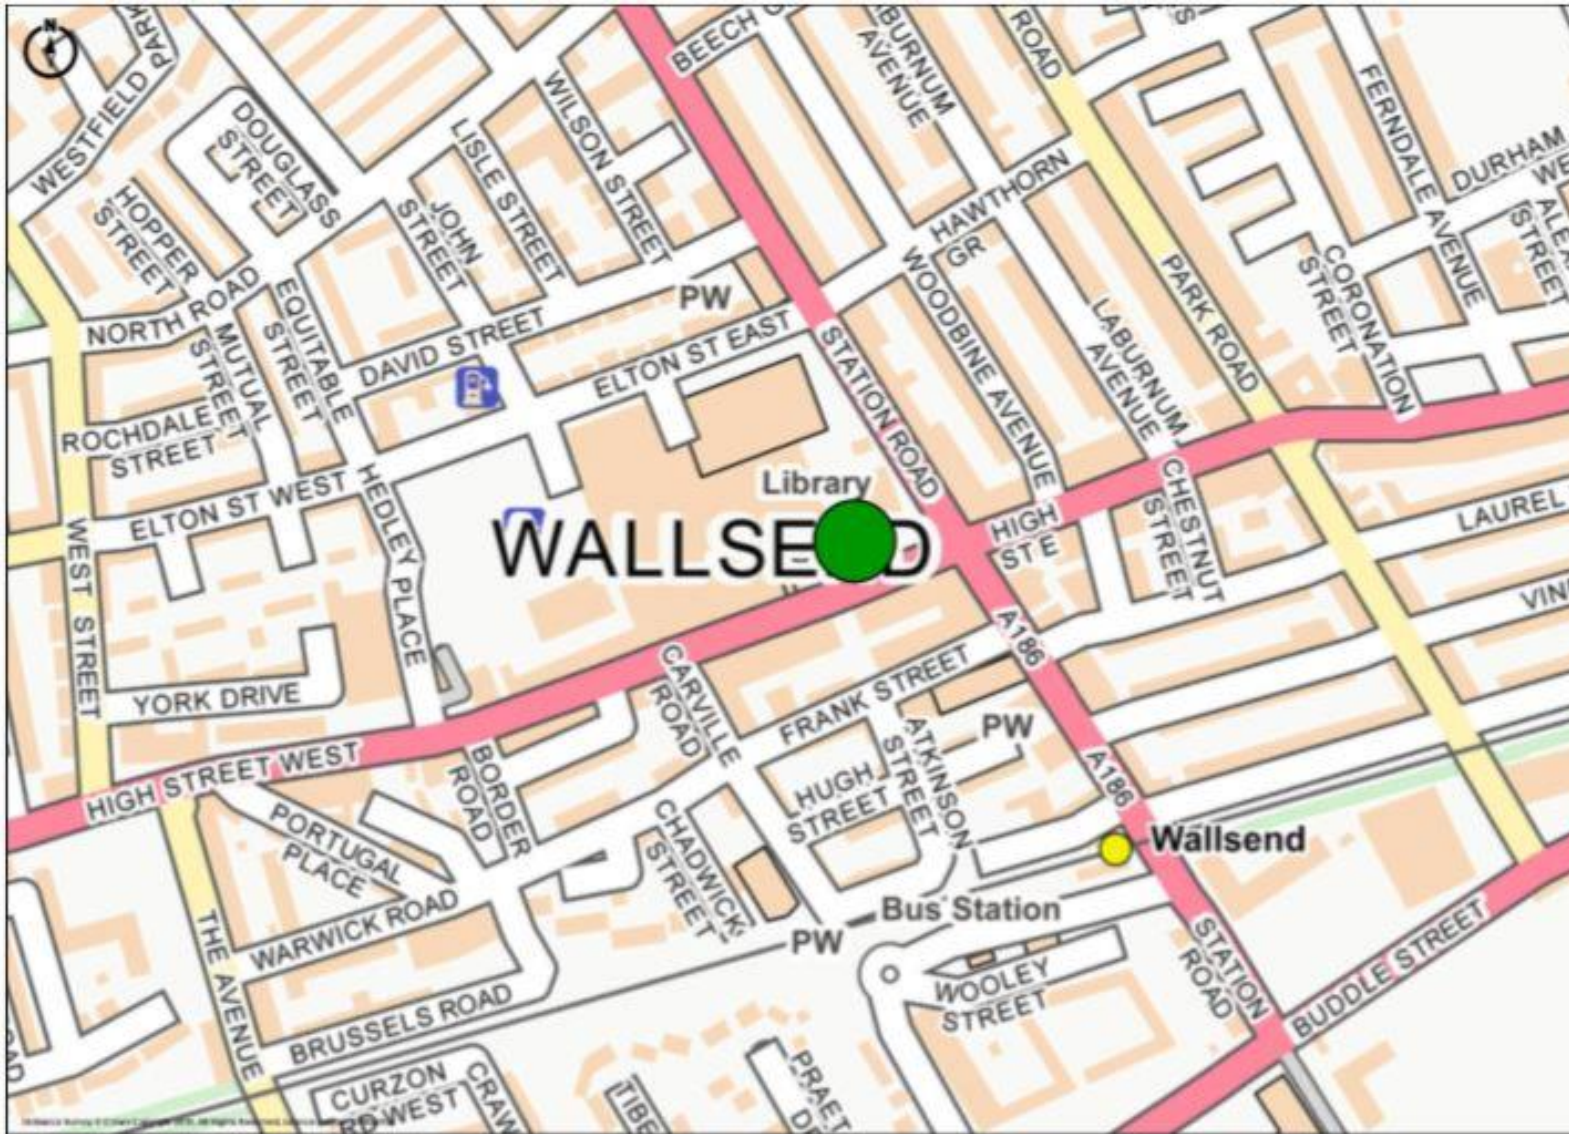 N
WESTFIELD PARK
DOUGLASS
STREET
HOPPER
STREET
NORTH ROAD
MUTUAL
STREET
EQUITABLE
STREET
JOHN
STREET
LISLE STREET
WILSON STREET
BEECH
AVENUE
ROAD
HAWTHORN
GR
WOODBINE AVENUE
LABURNUM
AVENUE
PARK ROAD
FERNDALE AVENUE
DURHAM
STREET
CORONATION
STREET
PW
DAVID STREET
ELTON ST EAST
STATION ROAD
ROCHDALE
STREET
ELTON ST WEST
HEDLEY PLACE
WEST STREET
Library
WALLSE D
HIGH
ST E
CHESTNUT
STREET
LAUREL
YORK DRIVE
HIGH STREET WEST
CARVILLE
ROAD
FRANK STREET
A186
PW
ATKINSON
STREET
HUGH
STREET
BORDER
ROAD
PORTUGAL
PLACE
CHADWICK
STREET
A186
Wallsend
WARWICK ROAD
Bus Station
PW
THE AVENUE
BRUSSELS ROAD
WOOLEY
STREET
STATION
ROAD
BUDDLE STREET
CURZON
RD WEST
CRAW
TIBE
PRAET